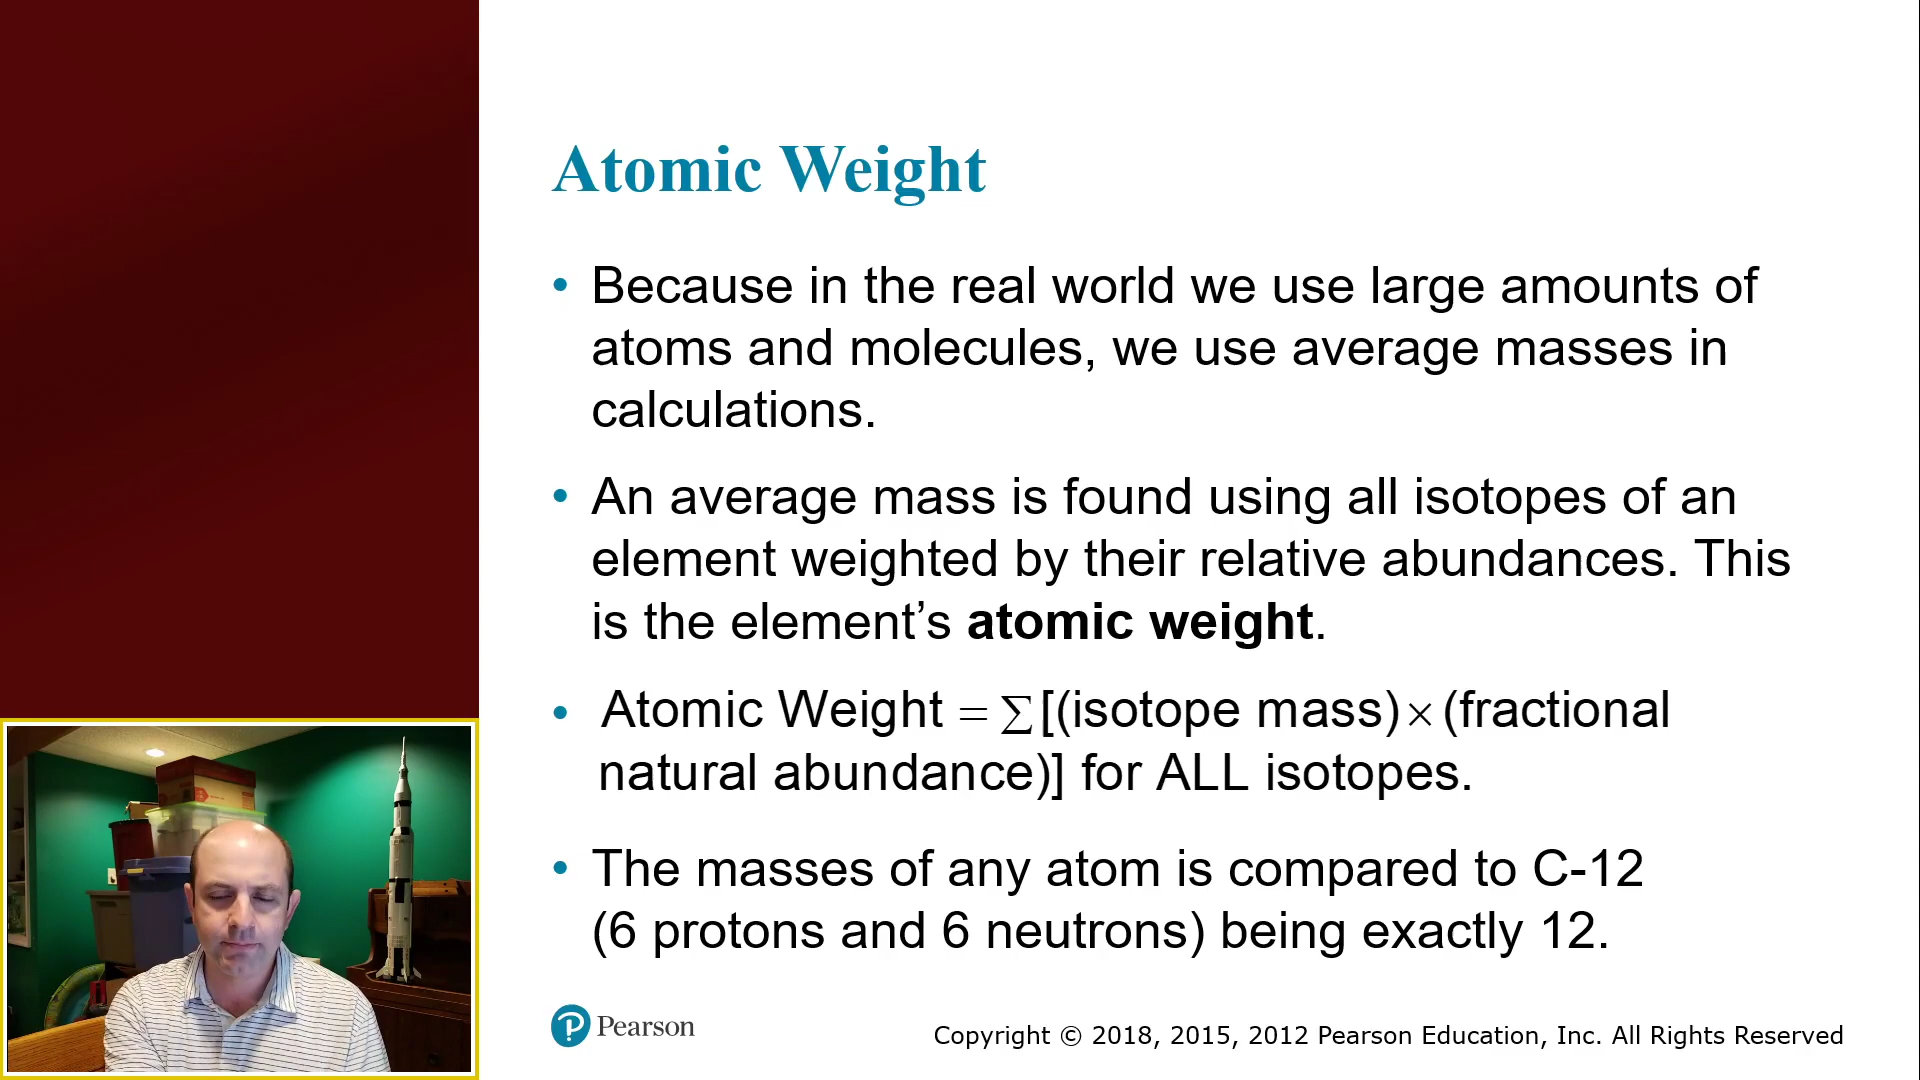 Atomic Weight
• Because in the real world we use large amounts of
atoms and molecules, we use average masses in
calculations.
• An average mass is found using all isotopes of an
element weighted by their relative abundances. This
is the element’s atomic weight.
• Atomic Weight = ∑[(isotope mass)×(fractional
natural abundance)] for ALL isotopes.
• The masses of any atom is compared to C-12
(6 protons and 6 neutrons) being exactly 12.
Pearson
Copyright © 2018, 2015, 2012 Pearson Education, Inc. All Rights Reserved